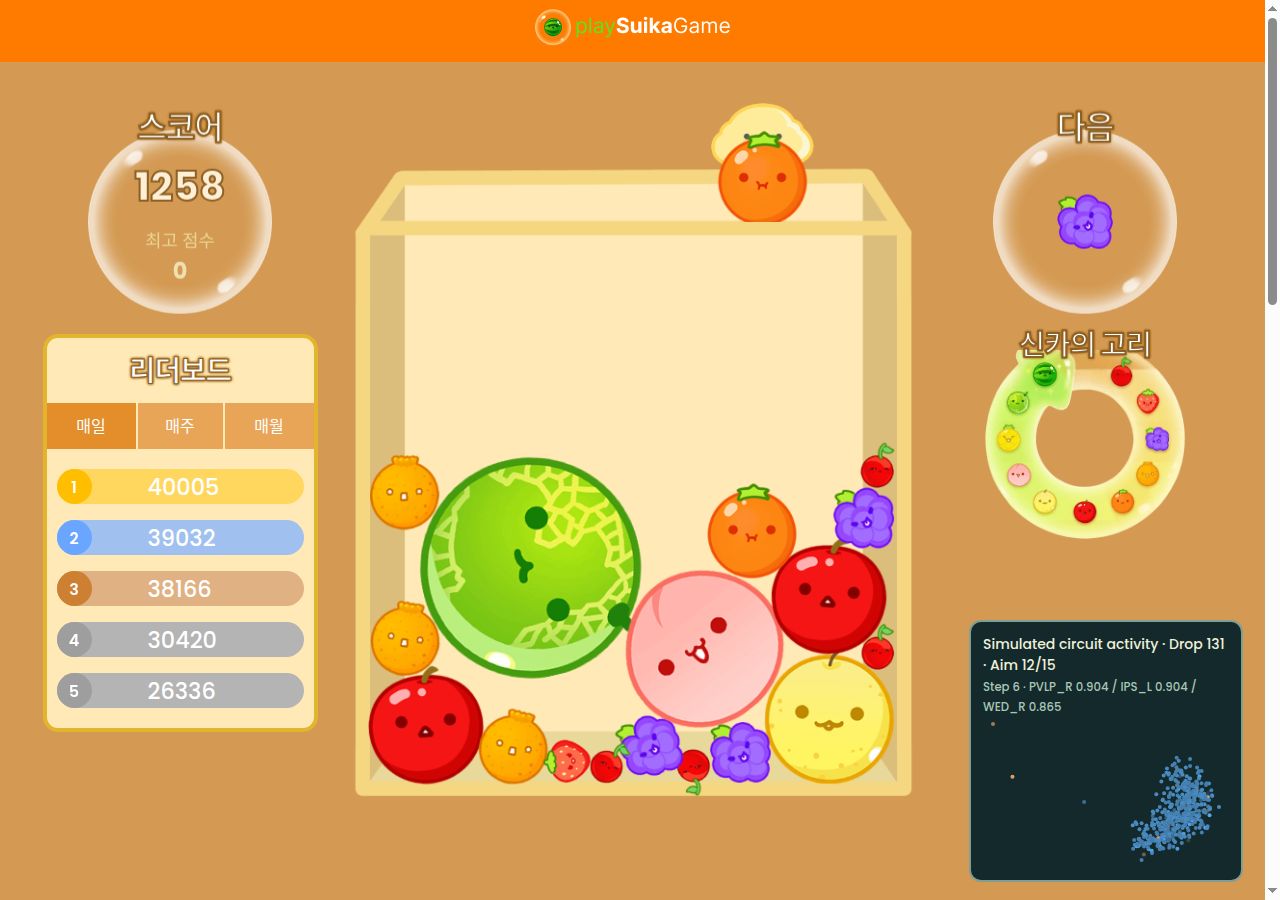 playSuikaGame
스코어
1258
최고 점수
0
다음
신카의 고리
리더보드
매일 매주 매월
1 40005
2 39032
3 38166
4 30420
5 26336
Simulated circuit activity · Drop 131
· Aim 12/15
Step 6 · PVLP_R 0.904 / IPS_L 0.904 /
WED_R 0.865